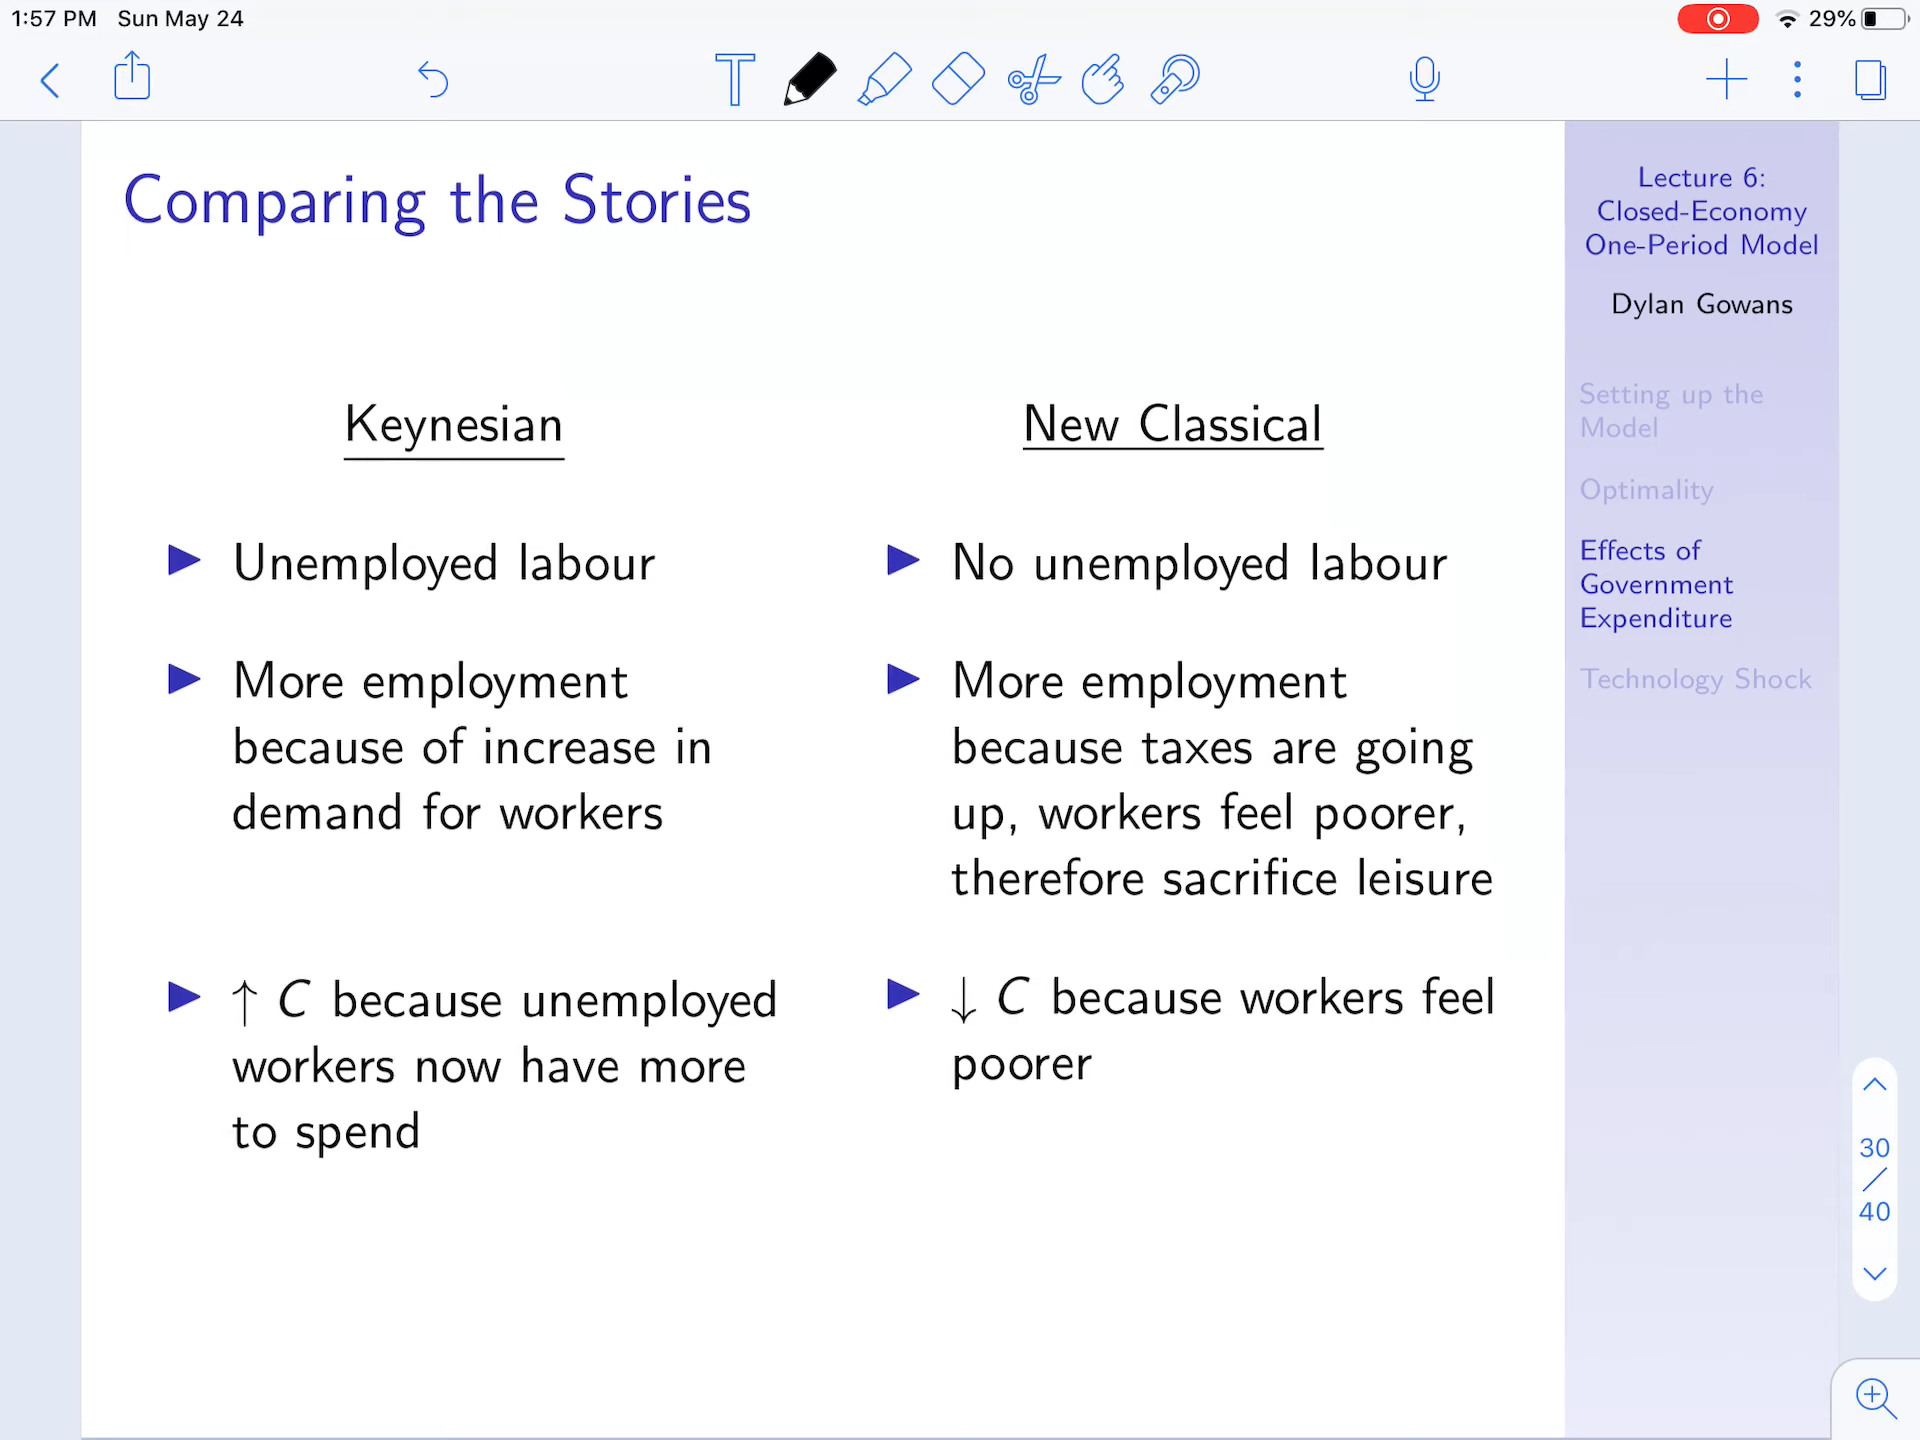 1:57 PM Sun May 24
29%
Comparing the Stories
Keynesian
▶ Unemployed labour
▶ More employment
because of increase in
demand for workers
▶ ↑ C because unemployed
workers now have more
to spend
New Classical
▶ No unemployed labour
▶ More employment
because taxes are going
up, workers feel poorer,
therefore sacrifice leisure
▶ ↓ C because workers feel
poorer
Lecture 6:
Closed-Economy
One-Period Model
Dylan Gowans
Setting up the
Model
Optimality
Effects of
Government
Expenditure
Technology Shock
30
/
40